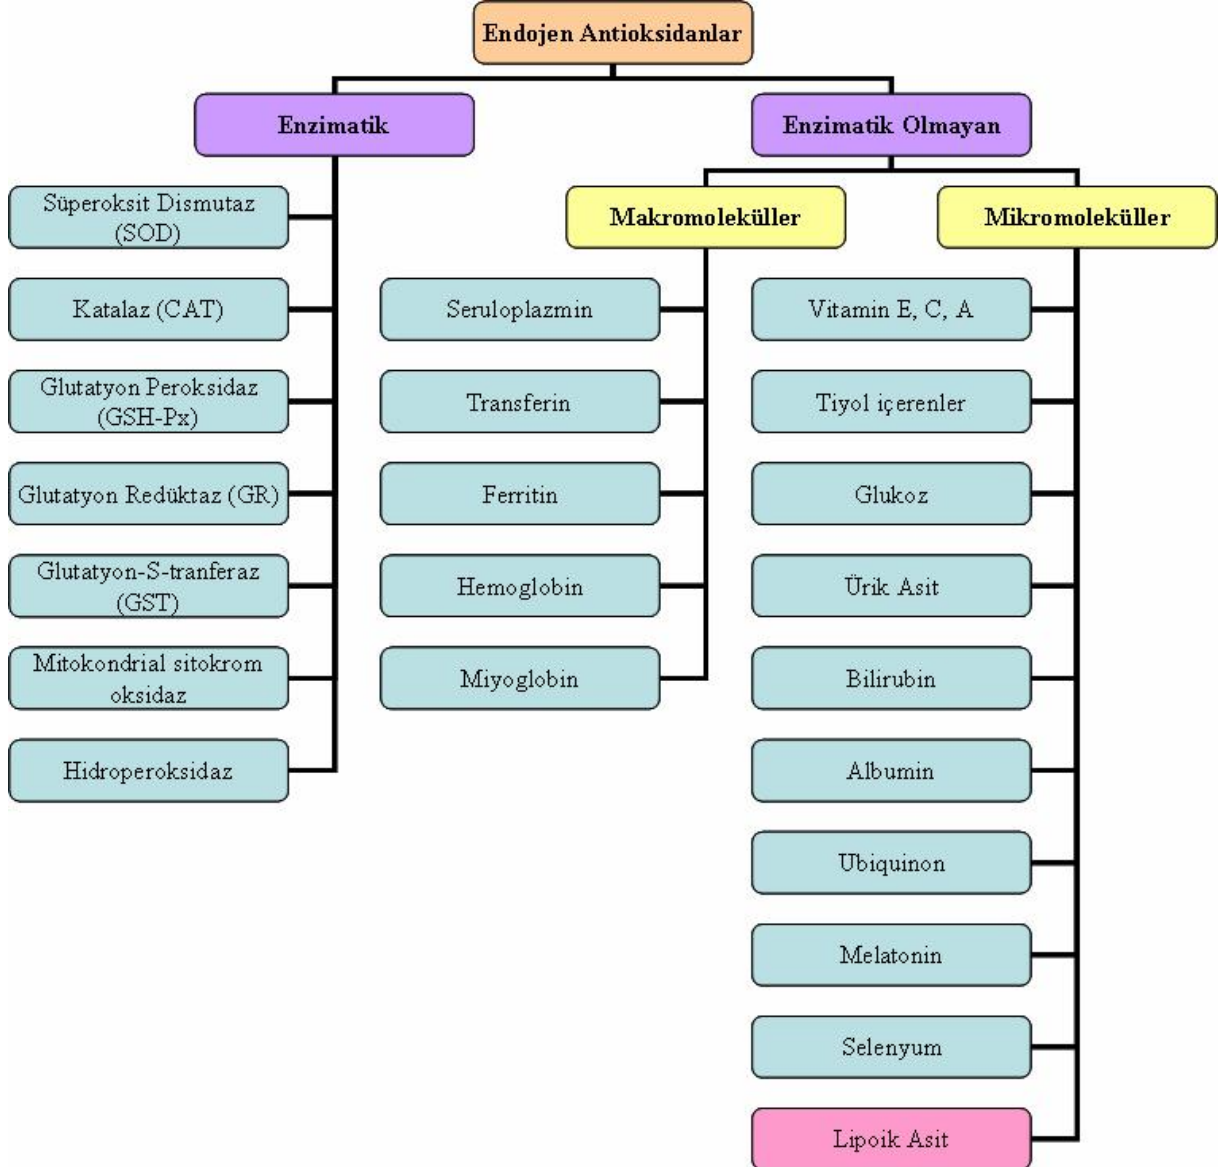 Endojen Antioksidanlar
Enzimatik
Enzimatik Olmayan
Süperoksit Dismutaz
(SOD)
Katalaz (CAT)
Glutatyon Peroksidaz
(GSH-Px)
Glutatyon Redüktaz (GR)
Glutatyon-S-tranferaz
(GST)
Mitokondrial sitokrom
oksidaz
Hidroperoksidaz
Makromoleküller
Seruloplazmin
Transferin
Ferritin
Hemoglobin
Miyoglobin
Mikromoleküller
Vitamin E, C, A
Tiyol içerenler
Glukoz
Ürik Asit
Bilirubin
Albumin
Ubiquinon
Melatonin
Selenyum
Lipoik Asit